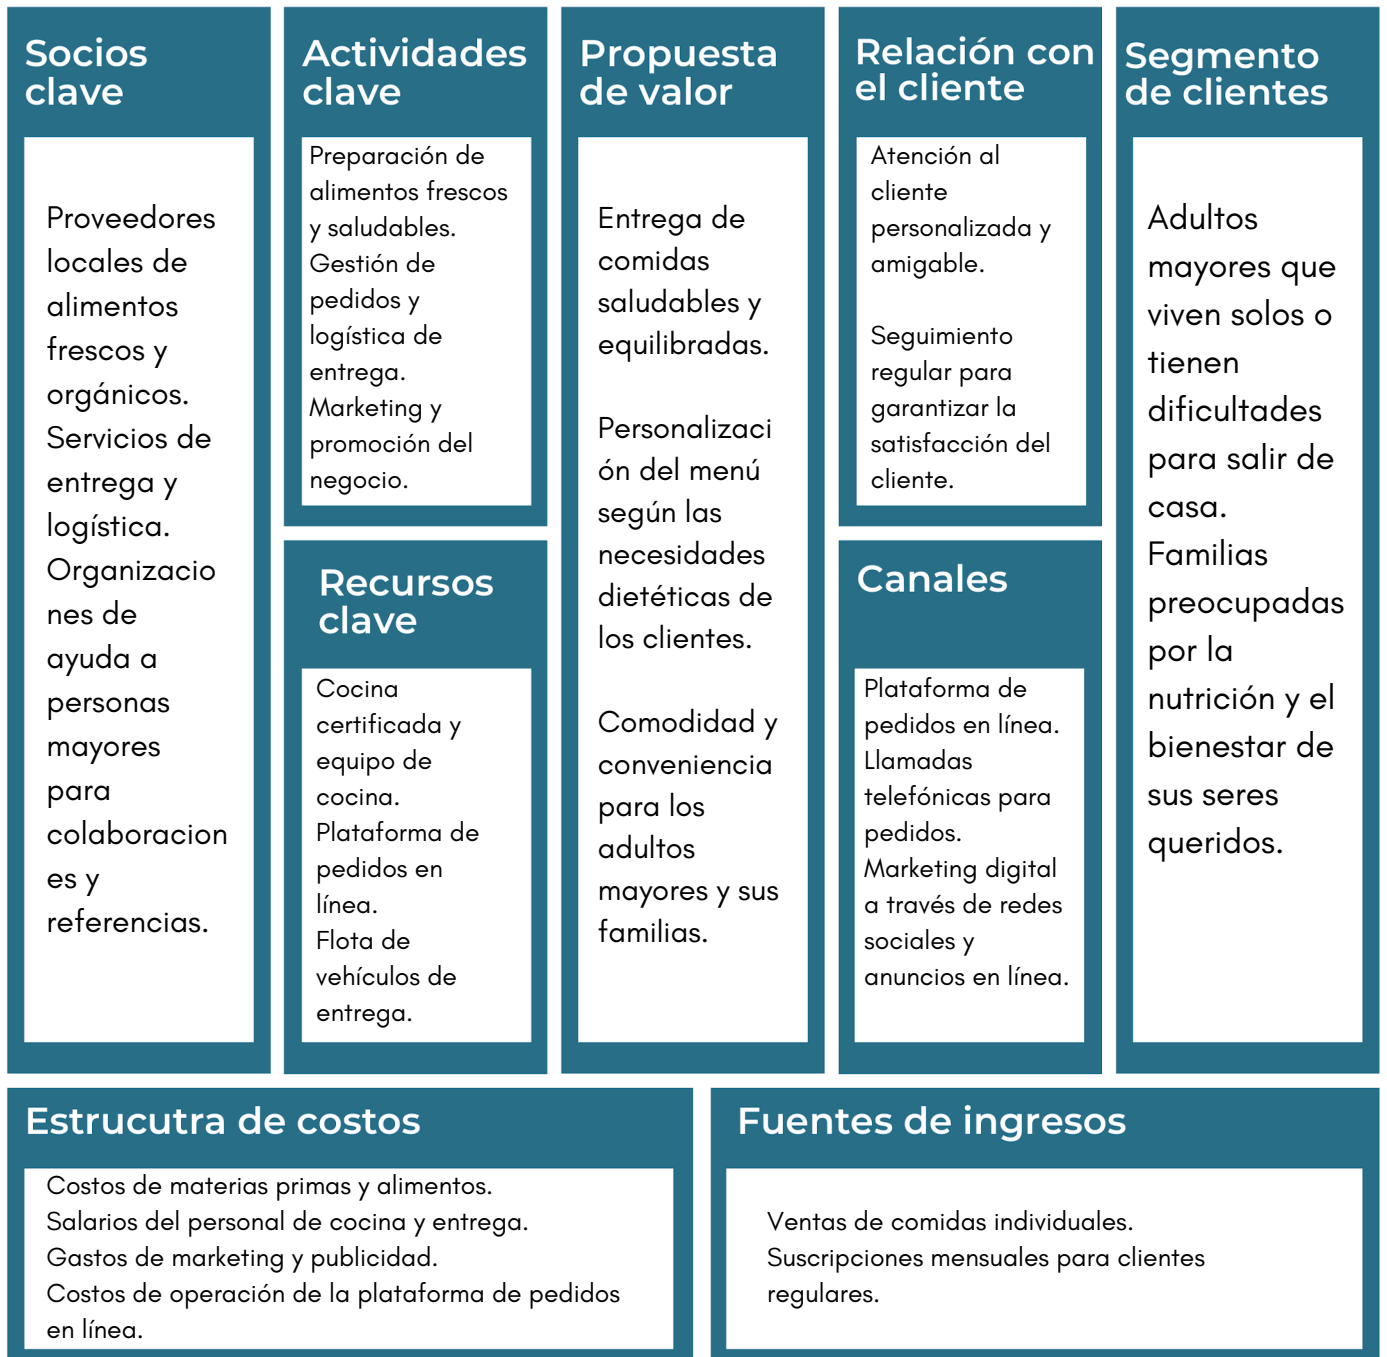 Socios
clave
Proveedores
locales de
alimentos
frescos y
orgánicos.
Servicios de
entrega y
logística.
Organizacio
nes de
ayuda a
personas
mayores
para
colaboracion
es y
referencias.
Actividades
clave
Preparación de
alimentos frescos
y saludables.
Gestión de
pedidos y
logística de
entrega.
Marketing y
promoción del
negocio.
Recursos
clave
Cocina
certificada y
equipo de
cocina.
Plataforma de
pedidos en
línea.
Flota de
vehículos de
entrega.
Propuesta
de valor
Entrega de
comidas
saludables y
equilibradas.
Personalizaci
ón del menú
según las
necesidades
dietéticas de
los clientes.
Comodidad y
conveniencia
para los
adultos
mayores y sus
familias.
Relación con
el cliente
Atención al
cliente
personalizada y
amigable.
Seguimiento
regular para
garantizar la
satisfacción del
cliente.
Canales
Plataforma de
pedidos en línea.
Llamadas
telefónicas para
pedidos.
Marketing digital
a través de redes
sociales y
anuncios en línea.
Segmento
de clientes
Adultos
mayores que
viven solos o
tienen
dificultades
para salir de
casa.
Familias
preocupadas
por la
nutrición y el
bienestar de
sus seres
queridos.
Estrucutra de costos
Costos de materias primas y alimentos.
Salarios del personal de cocina y entrega.
Gastos de marketing y publicidad.
Costos de operación de la plataforma de pedidos
en línea.
Fuentes de ingresos
Ventas de comidas individuales.
Suscripciones mensuales para clientes
regulares.